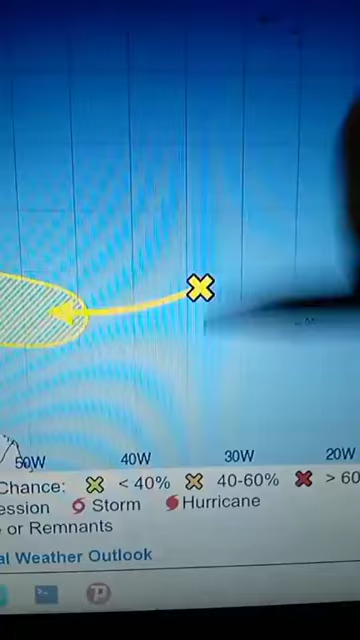 50W 40W 30W 20W
Chance: < 40% 40-60% > 60
ession Storm Hurricane
or Remnants
al Weather Outlook